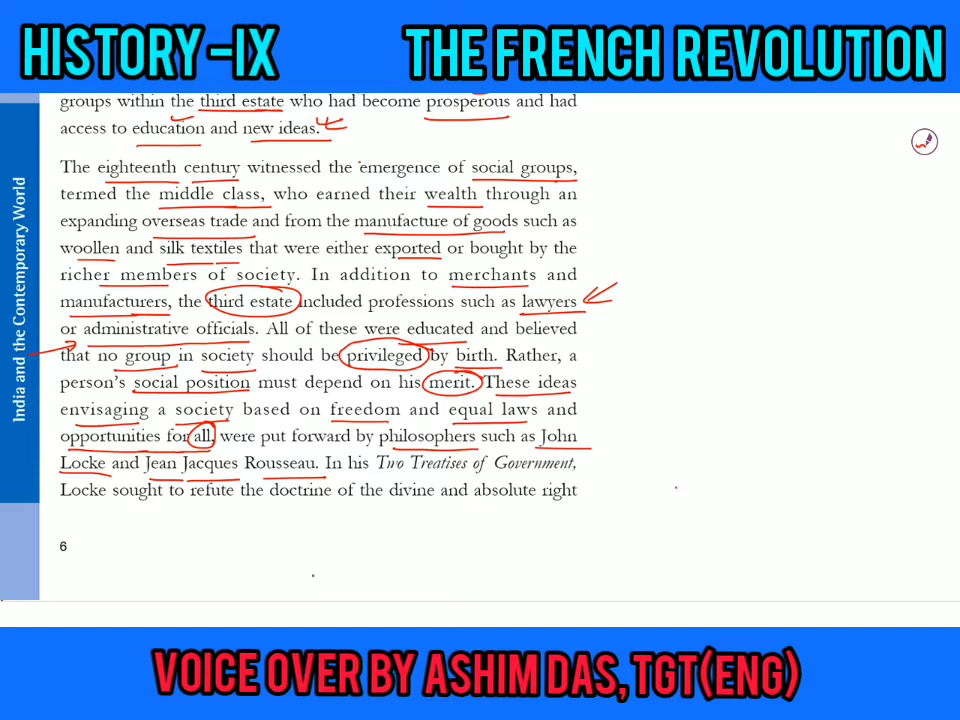 HISTORY -IX THE FRENCH REVOLUTION
groups within the third estate who had become prosperous and had
access to education and new ideas.
The eighteenth century witnessed the emergence of social groups,
termed the middle class, who earned their wealth through an
expanding overseas trade and from the manufacture of goods such as
woollen and silk textiles that were either exported or bought by the
richer members of society. In addition to merchants and
manufacturers, the third estate included professions such as lawyers
or administrative officials. All of these were educated and believed
that no group in society should be privileged by birth. Rather, a
person's social position must depend on his merit. These ideas
envisaging a society based on freedom and equal laws and
opportunities for all, were put forward by philosophers such as John
Locke and Jean Jacques Rousseau. In his Two Treatises of Government,
Locke sought to refute the doctrine of the divine and absolute right
6
India and the Contemporary World
VOICE OVER BY ASHIM DAS, TGT(ENG)